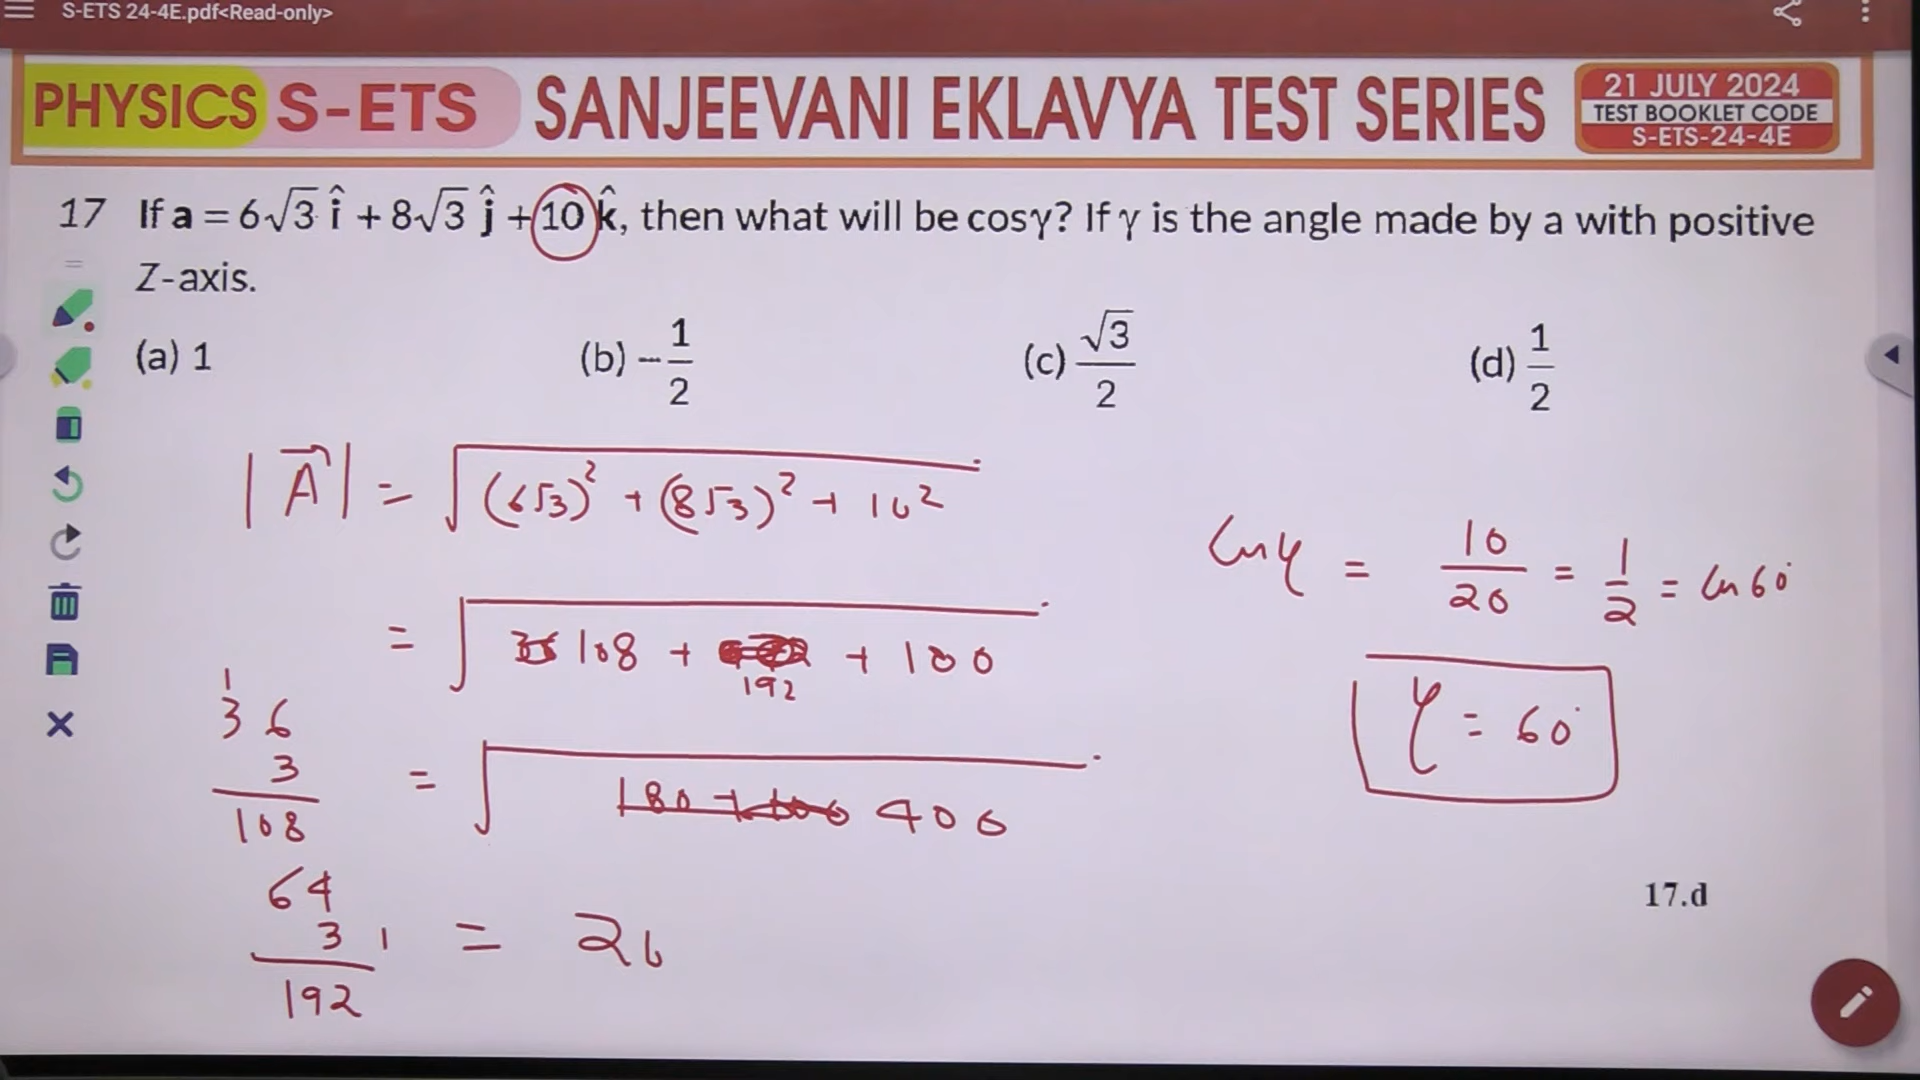 S-ETS 24-4E.pdf<Read-only>
PHYSICS S-ETS SANJEEVANI EKLAVYA TEST SERIES
21 JULY 2024
TEST BOOKLET CODE
S-ETS-24-4E
17 If a = 6√3 î + 8√3 ĵ + 10 k̂, then what will be cosγ? If γ is the angle made by a with positive
Z-axis.
(a) 1 (b) -1/2 (c) √3/2 (d) 1/2
|A⃗| = √(6√3)² + (8√3)² + 10²
= √108 + 192 + 100
= √400
= 20
36
3
108
64
3
192
cos γ = 10/20 = 1/2 = cos 60°
γ = 60°
17.d